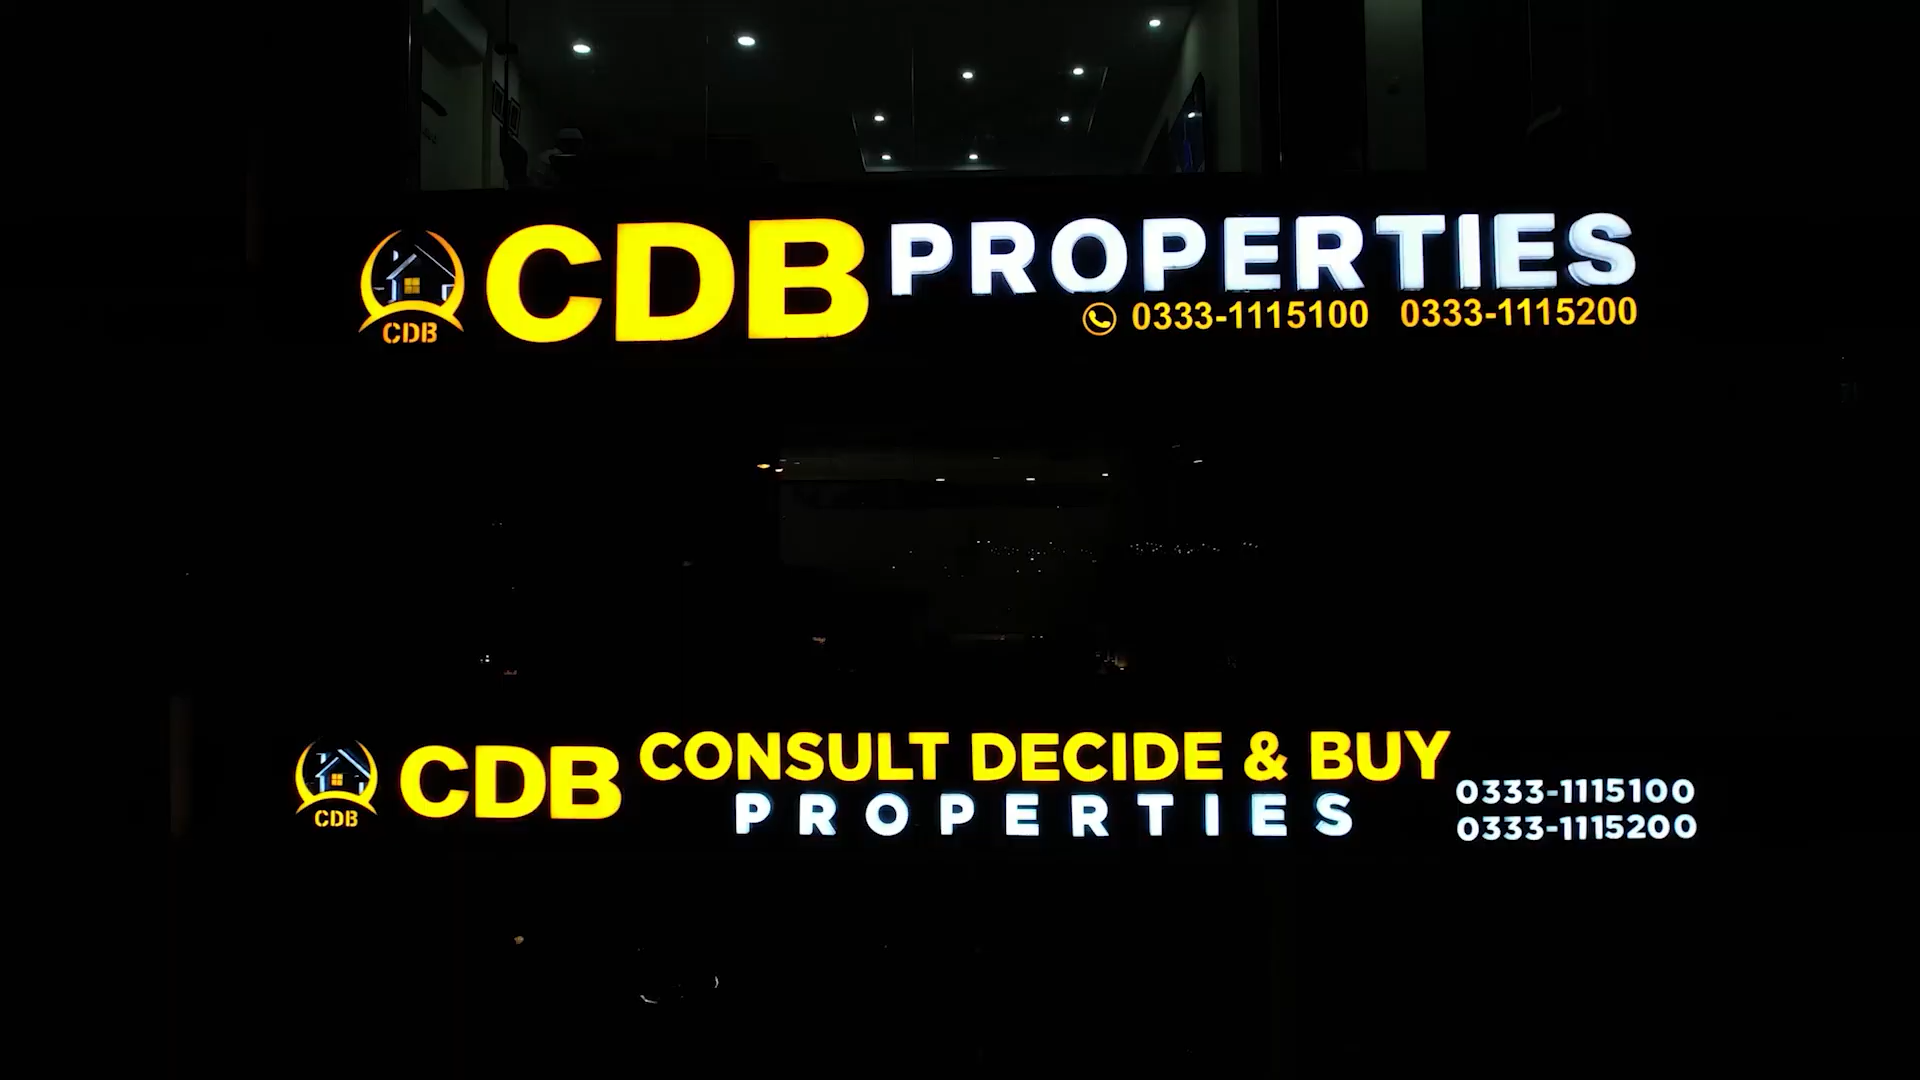 CDB PROPERTIES
CDB
0333-1115100 0333-1115200
CDB CONSULT DECIDE & BUY
PROPERTIES
CDB
0333-1115100
0333-1115200